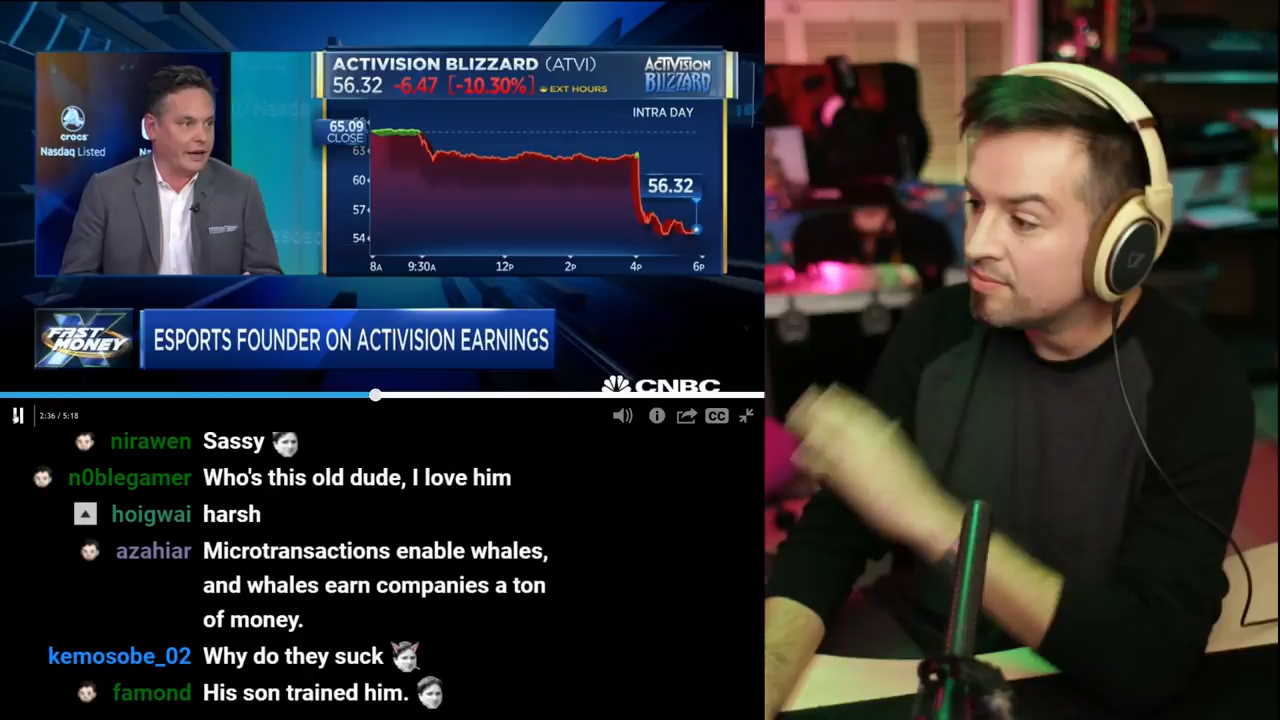 ACTIVISION BLIZZARD (ATVI)
56.32 -6.47 [-10.30%] EXT HOURS
ACTIVISION
BLIZZARD
INTRA DAY
65.09
CLOSE
63
60
57
54
56.32
8A 9:30A 12P 2P 4P 6P
crocs
Nasdaq Listed
FAST
MONEY
ESPORTS FOUNDER ON ACTIVISION EARNINGS
CNBC
2:36 / 5:18
CC
nirawen Sassy
n0blegamer Who's this old dude, I love him
hoigwai harsh
azahiar Microtransactions enable whales,
and whales earn companies a ton
of money.
kemosobe_02 Why do they suck
famond His son trained him.